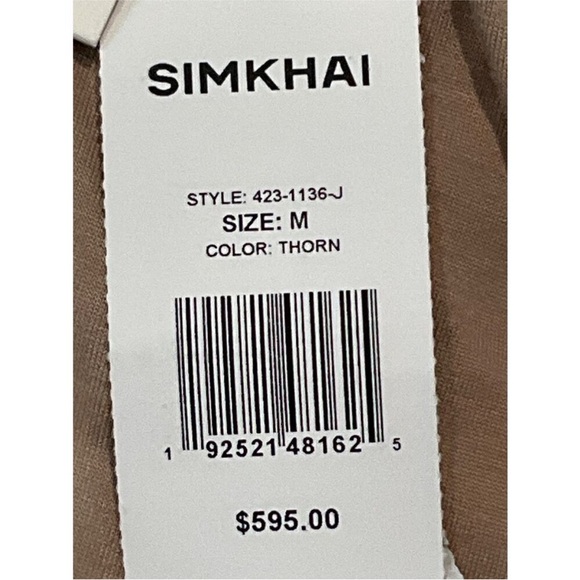 SIMKHAI
STYLE: 423-1136-J
SIZE: M
COLOR: THORN
1 92521 48162 5
$595.00